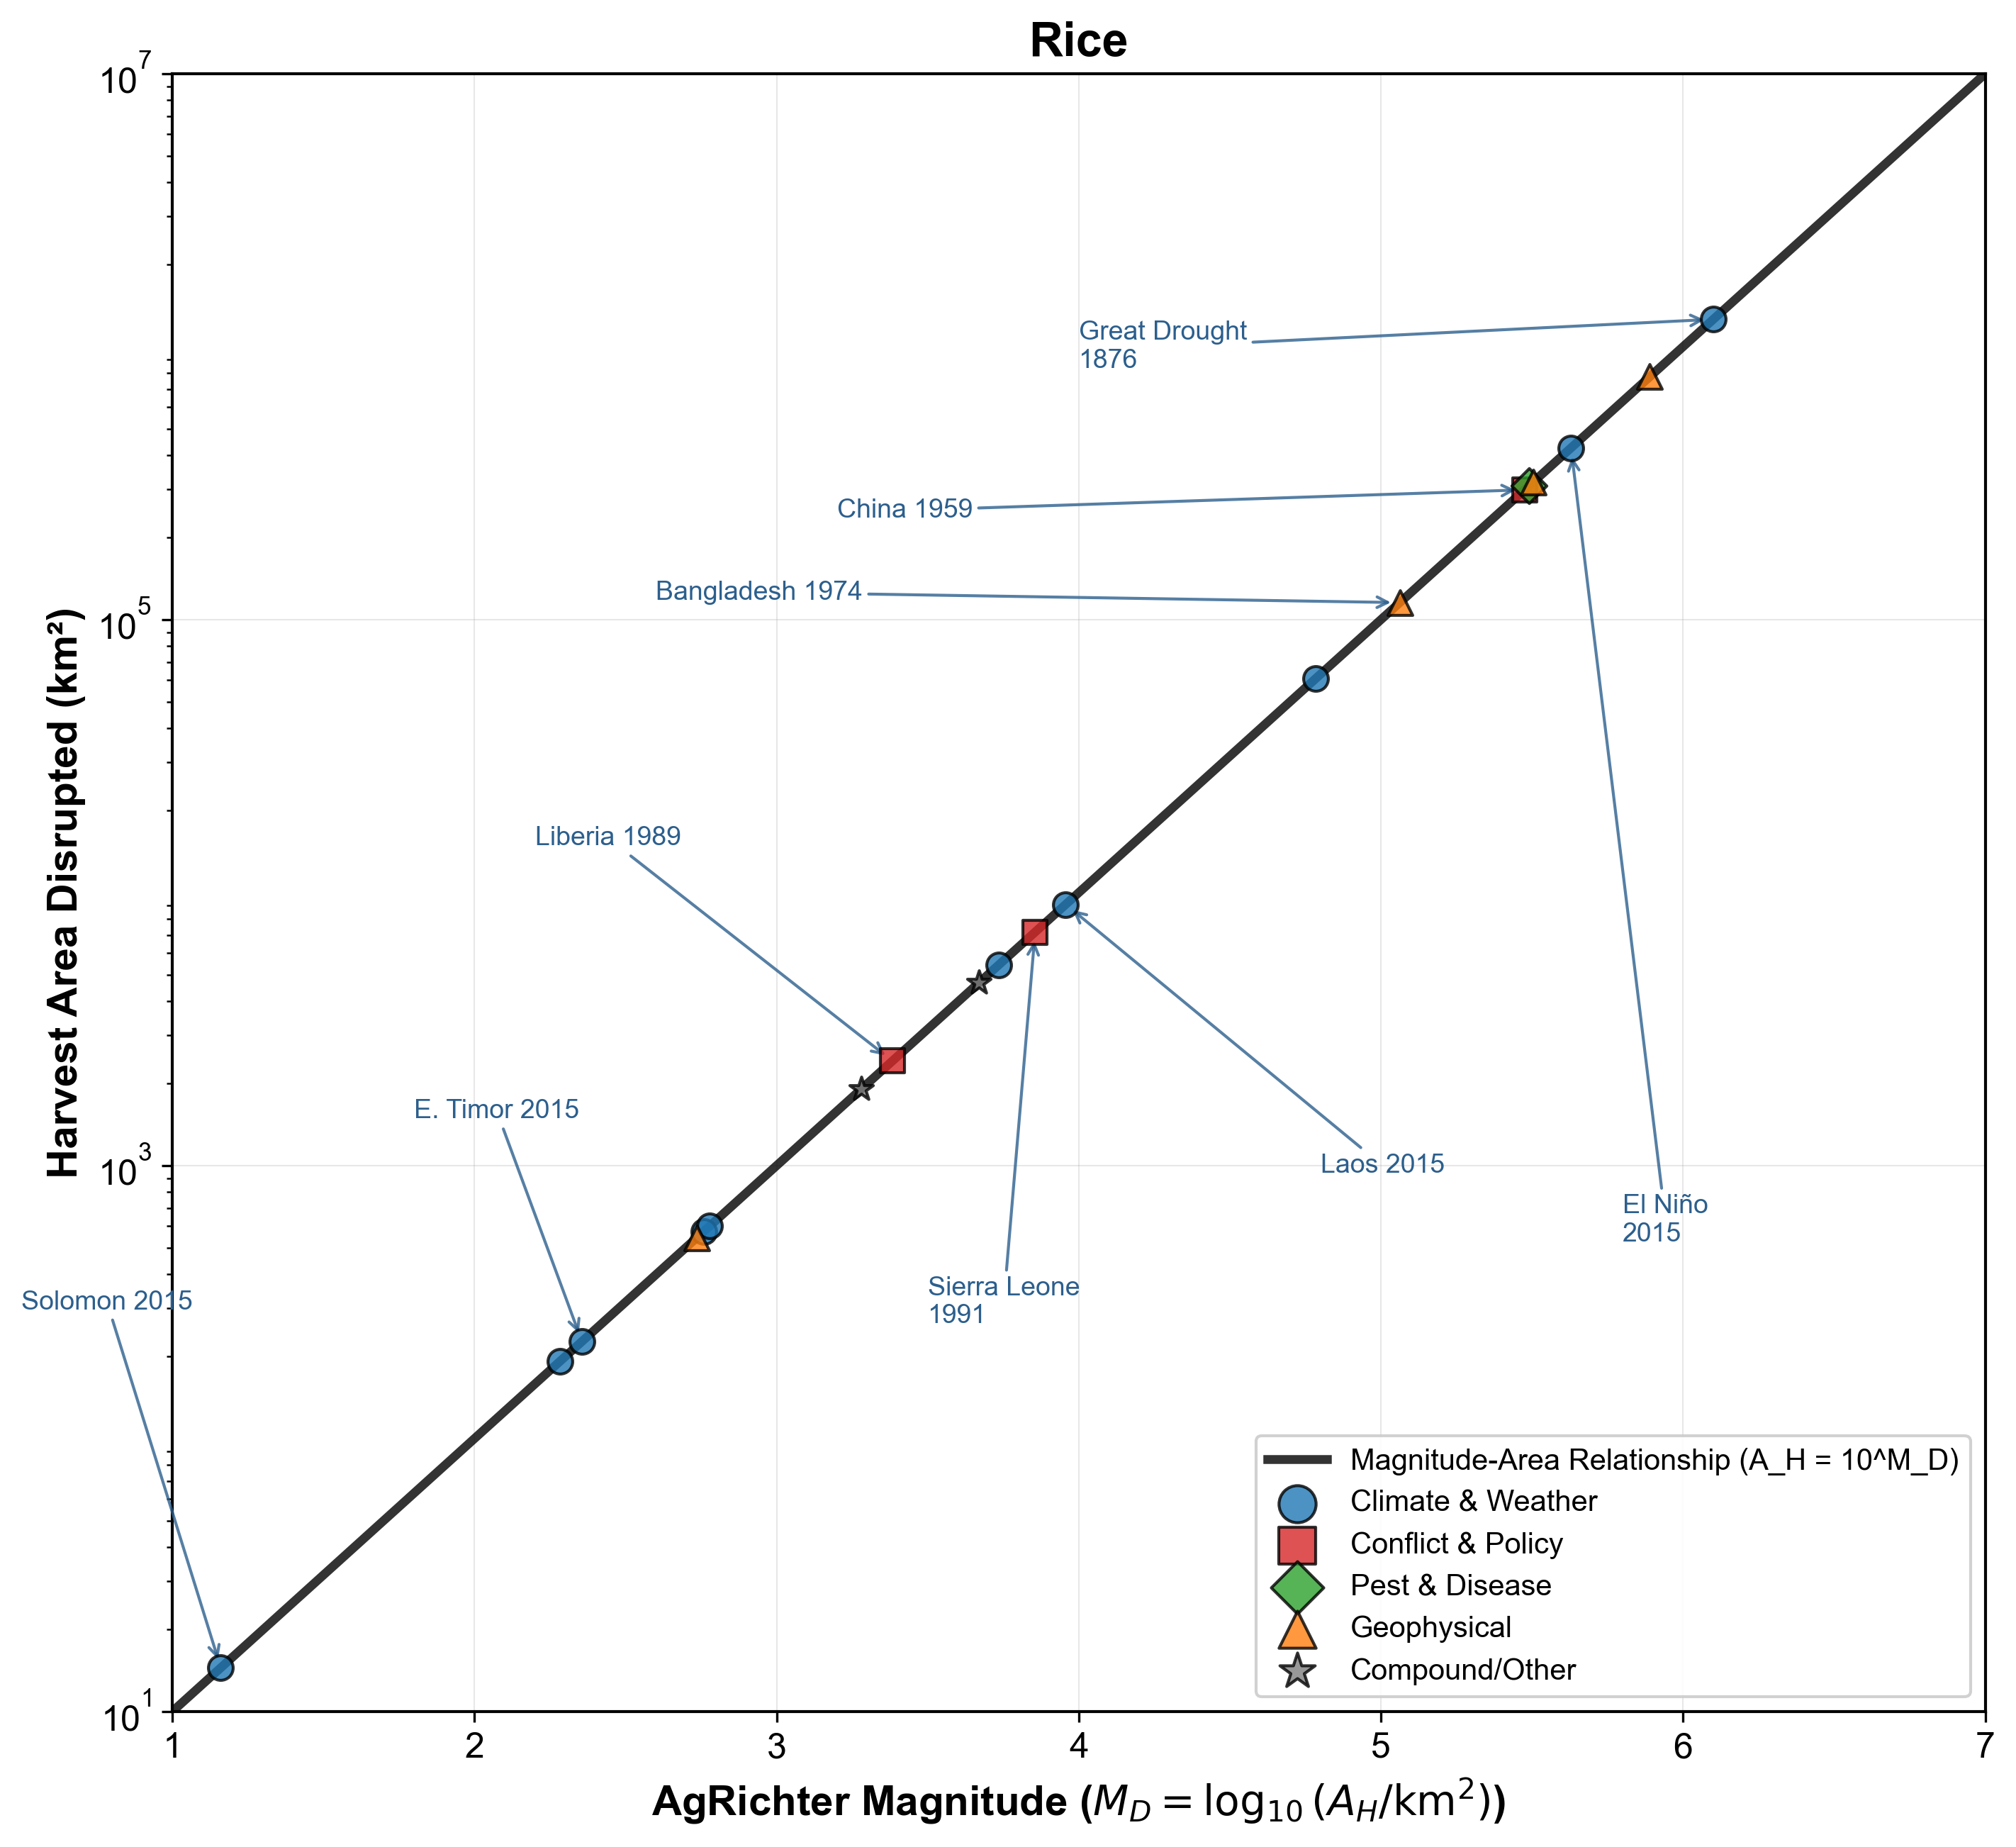 Rice
10^7
10^5
10^3
10^1
Harvest Area Disrupted (km²)
Great Drought
1876
China 1959
Bangladesh 1974
Liberia 1989
E. Timor 2015
Laos 2015
El Niño
2015
Sierra Leone
1991
Solomon 2015
Magnitude-Area Relationship (A_H = 10^M_D)
Climate & Weather
Conflict & Policy
Pest & Disease
Geophysical
Compound/Other
1 2 3 4 5 6 7
AgRichter Magnitude (M_D = log_10 (A_H/km²))